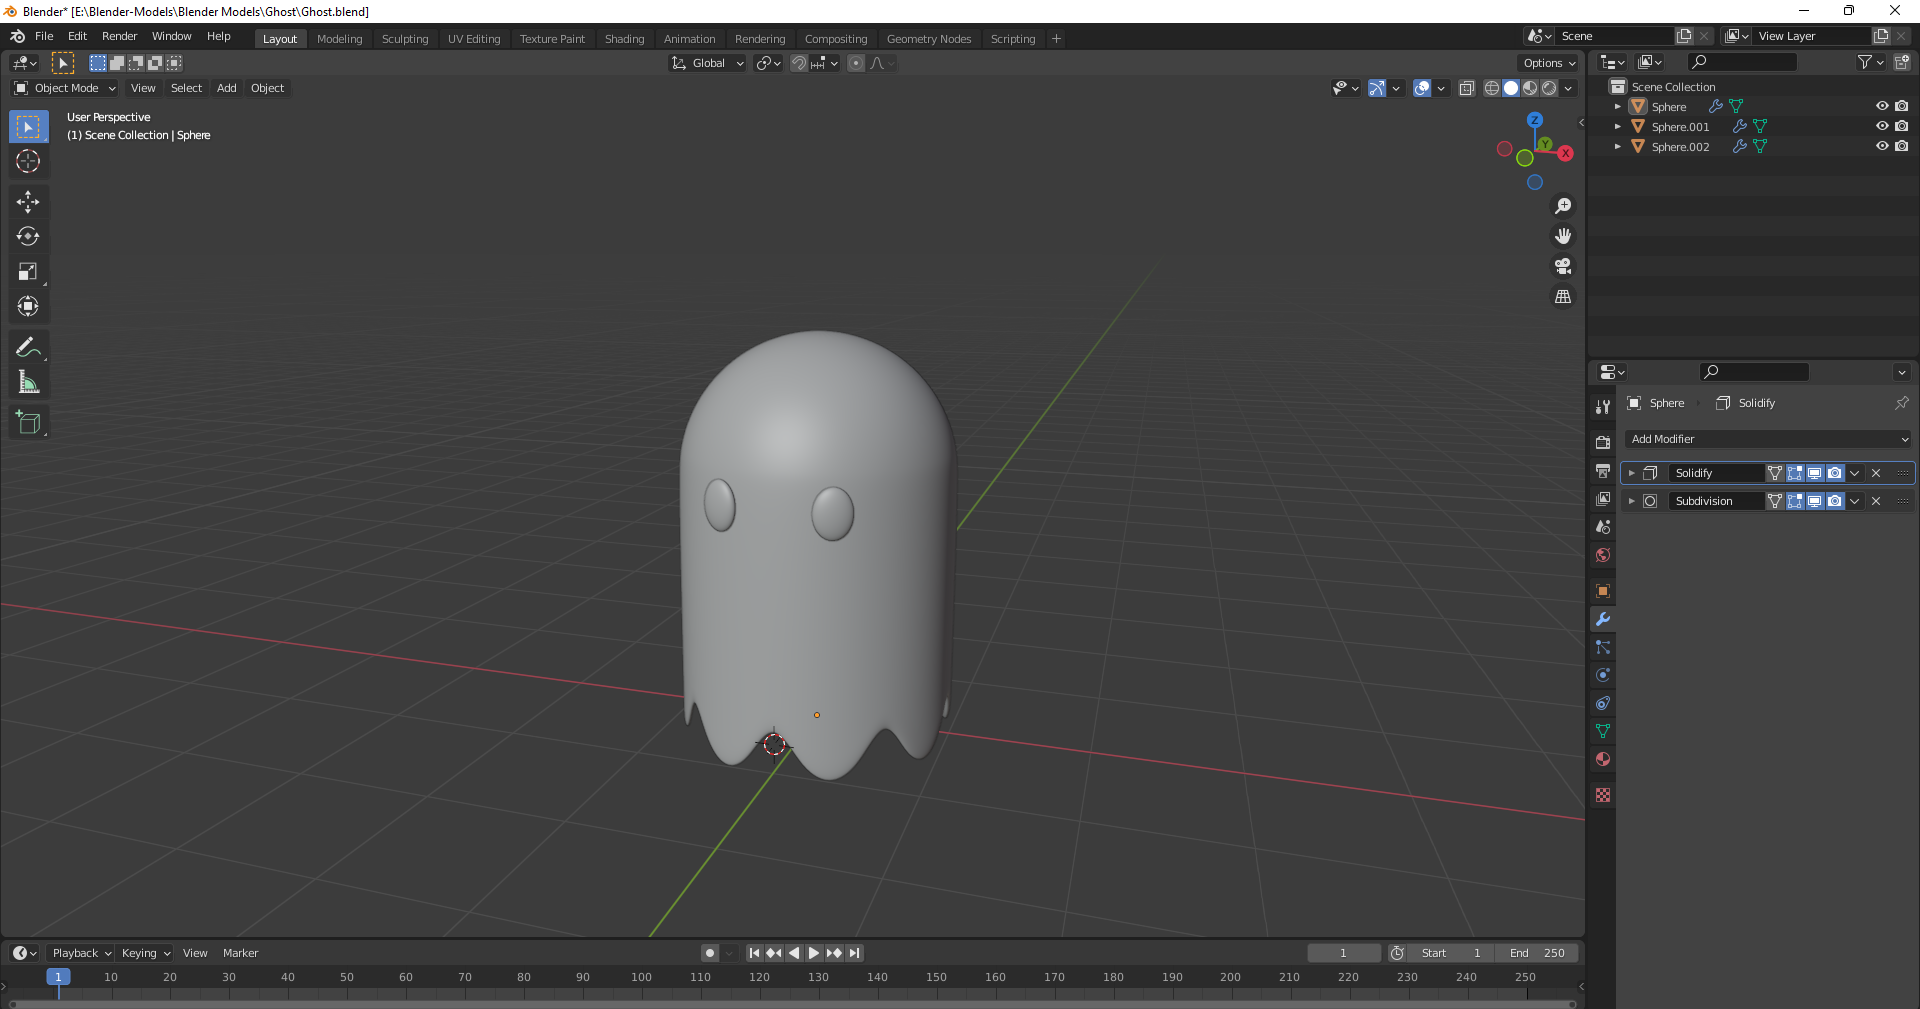 Blender* [E:\Blender-Models\Blender Models\Ghost\Ghost.blend]
File Edit Render Window Help Layout Modeling Sculpting UV Editing Texture Paint Shading Animation Rendering Compositing Geometry Nodes Scripting + Scene View Layer
Global Options
Object Mode View Select Add Object
User Perspective
(1) Scene Collection | Sphere
Z
Y
X
Scene Collection
Sphere
Sphere.001
Sphere.002
Sphere Solidify
Add Modifier
Solidify
Subdivision
Playback Keying View Marker 1 Start 1 End 250
1 10 20 30 40 50 60 70 80 90 100 110 120 130 140 150 160 170 180 190 200 210 220 230 240 250